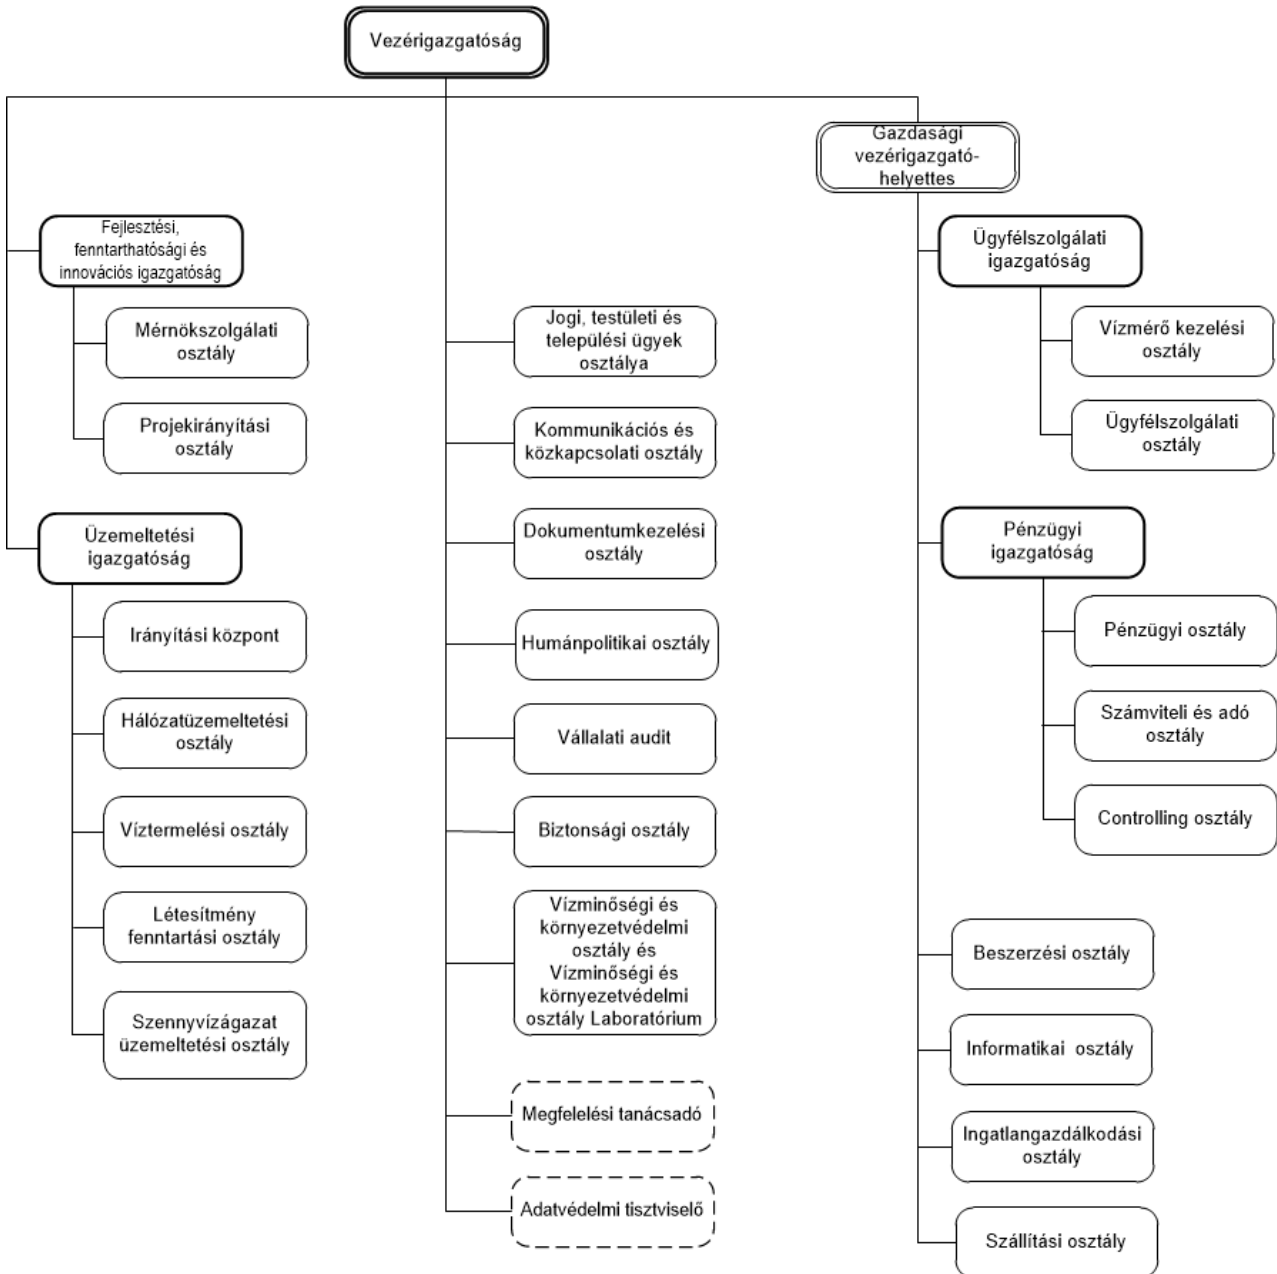 Vezérigazgatóság
Gazdasági
vezérigazgató-
helyettes
Fejlesztési,
fenntarthatósági és
innovációs igazgatóság
Mérnökszolgálati
osztály
Projekirányítási
osztály
Üzemeltetési
igazgatóság
Irányítási központ
Hálózatüzemeltetési
osztály
Víztermelési osztály
Létesítmény
fenntartási osztály
Szennyvízágazat
üzemeltetési osztály
Jogi, testületi és
települési ügyek
osztálya
Kommunikációs és
közkapcsolati osztály
Dokumentumkezelési
osztály
Humánpolitikai osztály
Vállalati audit
Biztonsági osztály
Vízminőségi és
környezetvédelmi
osztály és
Vízminőségi és
környezetvédelmi
osztály Laboratórium
Megfelelési tanácsadó
Adatvédelmi tisztviselő
Ügyfélszolgálati
igazgatóság
Vízmérő kezelési
osztály
Ügyfélszolgálati
osztály
Pénzügyi
igazgatóság
Pénzügyi osztály
Számviteli és adó
osztály
Controlling osztály
Beszerzési osztály
Informatikai osztály
Ingatlangazdálkodási
osztály
Szállítási osztály